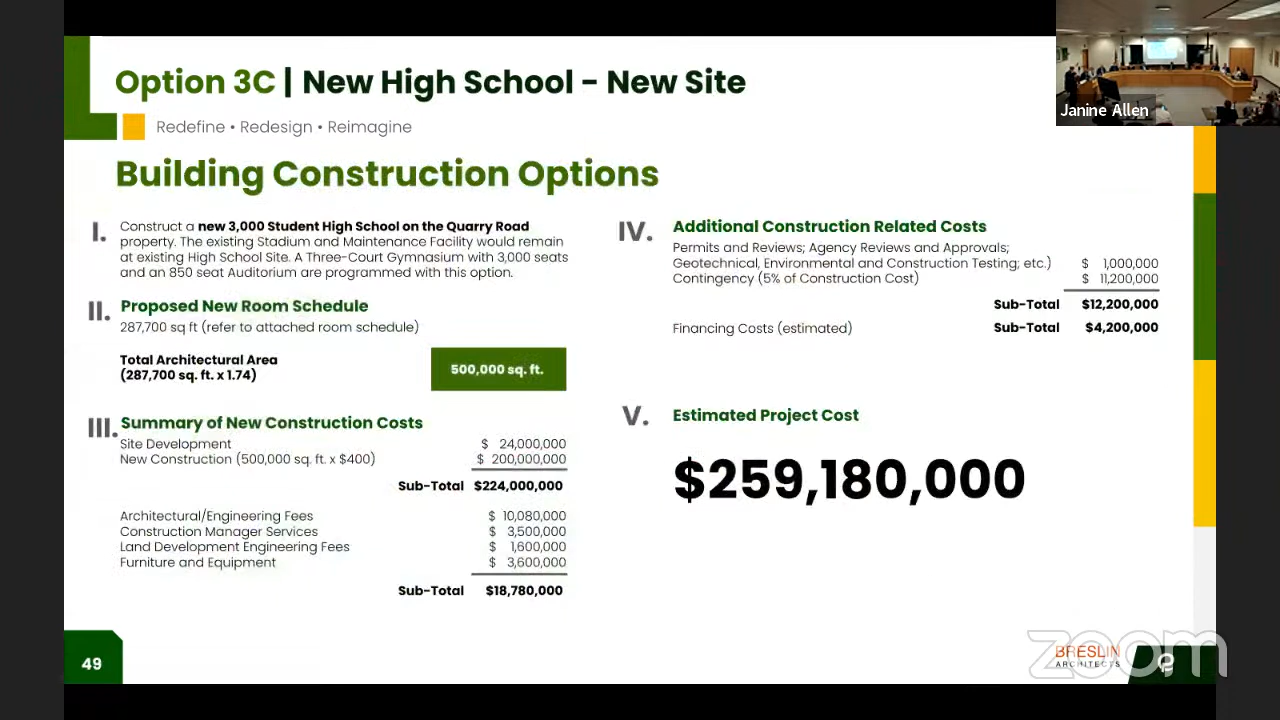 Janine Allen
Option 3C | New High School - New Site
Redefine • Redesign • Reimagine
Building Construction Options
I. Construct a new 3,000 Student High School on the Quarry Road
property. The existing Stadium and Maintenance Facility would remain
at existing High School Site. A Three-Court Gymnasium with 3,000 seats
and an 850 seat Auditorium are programmed with this option.
II. Proposed New Room Schedule
287,700 sq ft (refer to attached room schedule)
Total Architectural Area
(287,700 sq. ft. x 1.74)
500,000 sq. ft.
III. Summary of New Construction Costs
Site Development $ 24,000,000
New Construction (500,000 sq. ft. x $400) $ 200,000,000
Sub-Total $224,000,000
Architectural/Engineering Fees $ 10,080,000
Construction Manager Services $ 3,500,000
Land Development Engineering Fees $ 1,600,000
Furniture and Equipment $ 3,600,000
Sub-Total $18,780,000
IV. Additional Construction Related Costs
Permits and Reviews; Agency Reviews and Approvals;
Geotechnical, Environmental and Construction Testing; etc.) $ 1,000,000
Contingency (5% of Construction Cost) $ 11,200,000
Sub-Total $12,200,000
Financing Costs (estimated) Sub-Total $4,200,000
V. Estimated Project Cost
$259,180,000
49
BRESLIN
ARCHITECTS
zoom